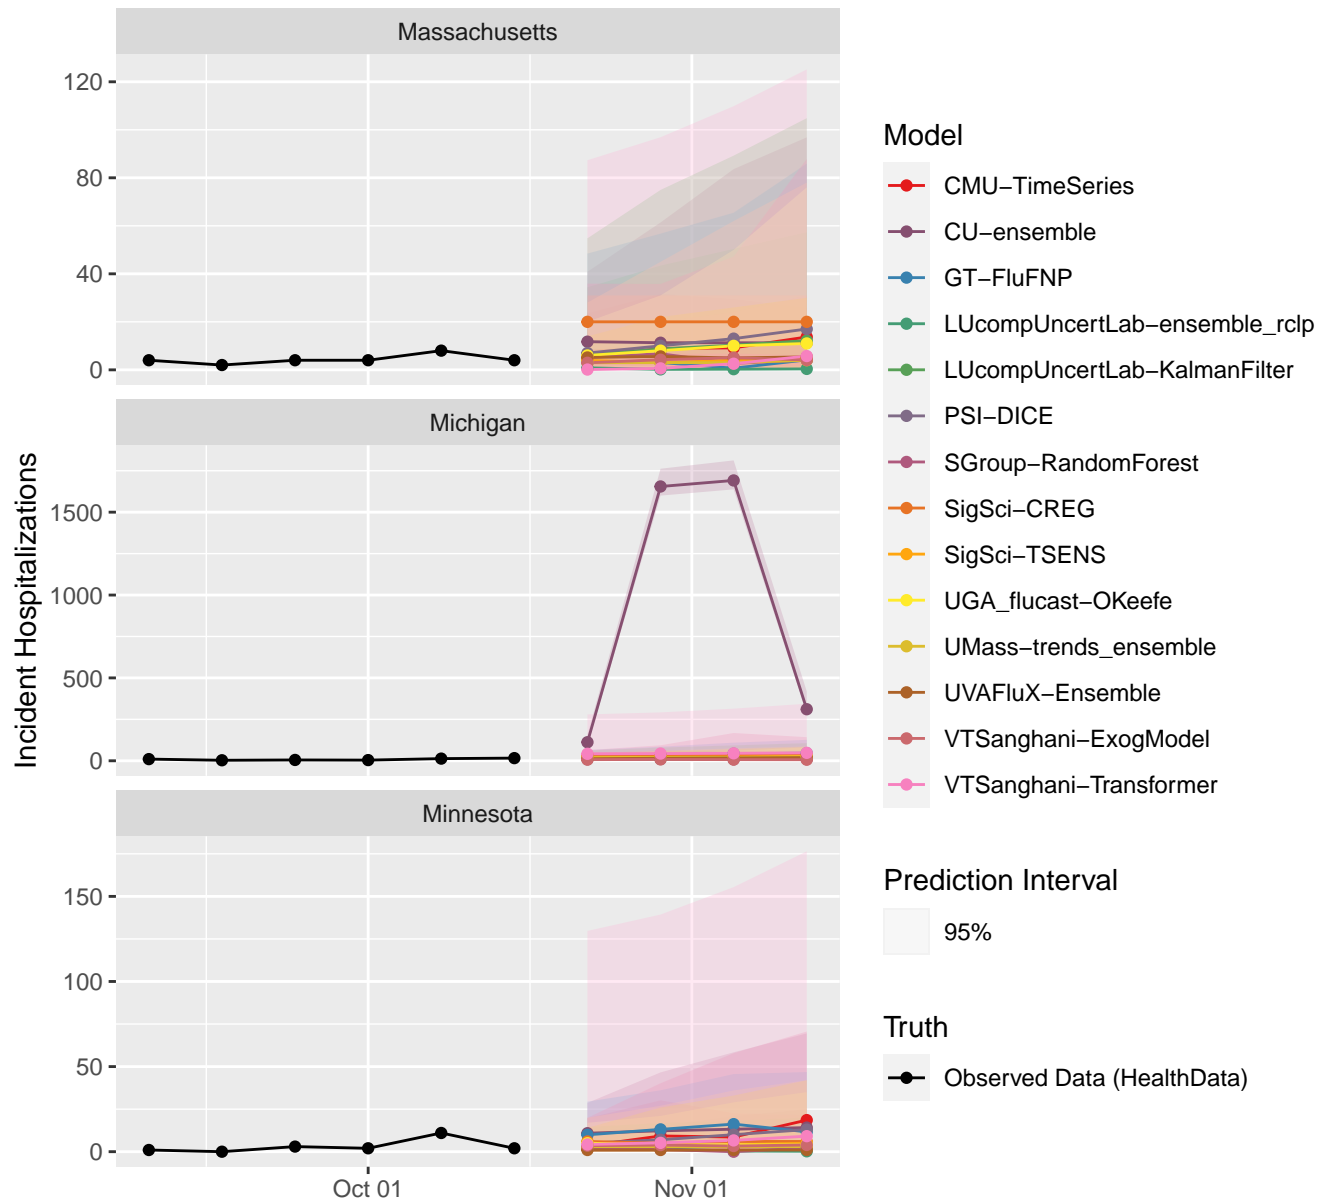 Massachusetts
120
80
40
0
Michigan
1500
1000
500
0
Minnesota
150
100
50
0
Oct 01
Nov 01
Incident Hospitalizations
Model
CMU−TimeSeries
CU−ensemble
GT−FluFNP
LUcompUncertLab−ensemble_rclp
LUcompUncertLab−KalmanFilter
PSI−DICE
SGroup−RandomForest
SigSci−CREG
SigSci−TSENS
UGA_flucast−OKeefe
UMass−trends_ensemble
UVAFluX−Ensemble
VTSanghani−ExogModel
VTSanghani−Transformer
Prediction Interval
95%
Truth
Observed Data (HealthData)